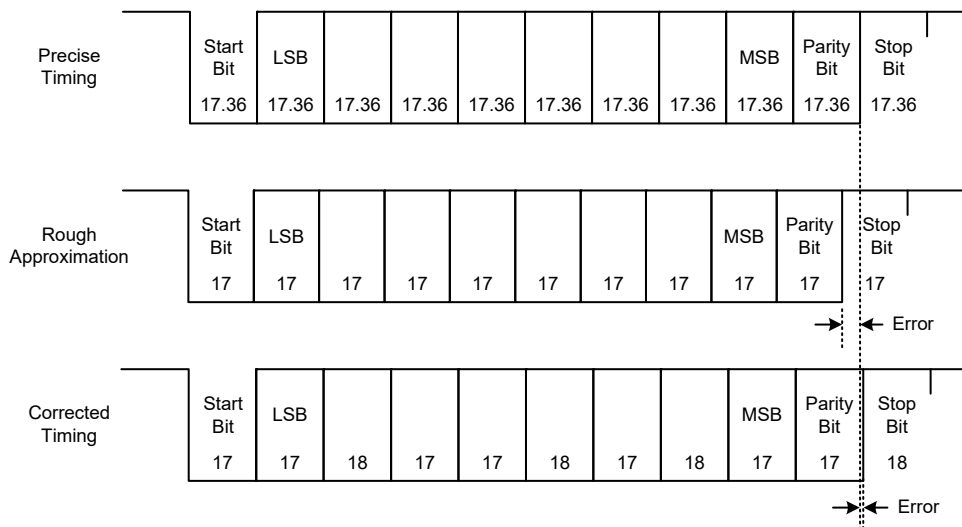 Precise
Timing
Start
Bit
LSB
MSB
Parity
Bit
Stop
Bit
17.36 17.36 17.36 17.36 17.36 17.36 17.36 17.36 17.36 17.36 17.36
Rough
Approximation
Start
Bit
LSB
MSB
Parity
Bit
Stop
Bit
17 17 17 17 17 17 17 17 17 17 17
Error
Corrected
Timing
Start
Bit
LSB
MSB
Parity
Bit
Stop
Bit
17 17 18 17 17 18 17 18 17 17 18
Error